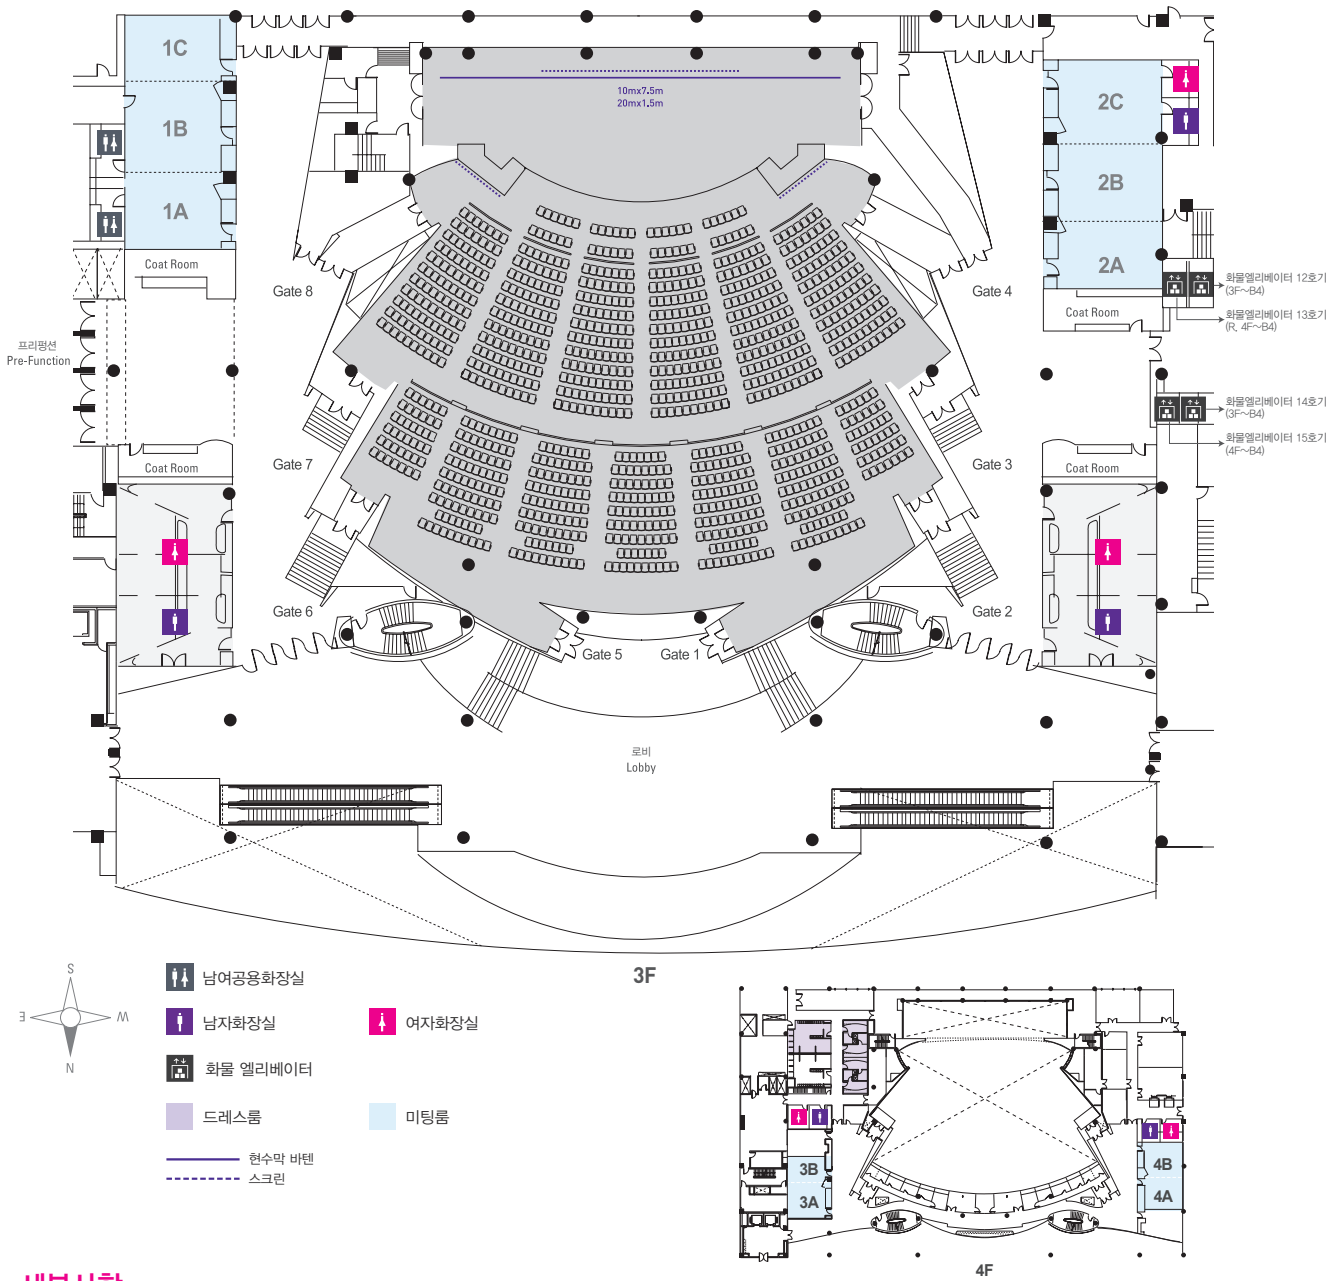 1C
10mx7.5m
20mx1.5m
2C
1B
2B
1A
2A
Coat Room
Gate 8
Gate 4
화물엘리베이터 12호기
(3F~B4)
Coat Room
화물엘리베이터 13호기
(R, 4F~B4)
프리펑션
Pre-Function
화물엘리베이터 14호기
(3F~B4)
화물엘리베이터 15호기
(4F~B4)
Coat Room
Gate 7
Gate 3
Coat Room
Gate 6
Gate 2
Gate 5
Gate 1
로비
Lobby
3F
S
E
W
N
남여공용화장실
남자화장실
여자화장실
화물 엘리베이터
드레스룸
미팅룸
현수막 바텐
스크린
3B
4B
3A
4A
4F